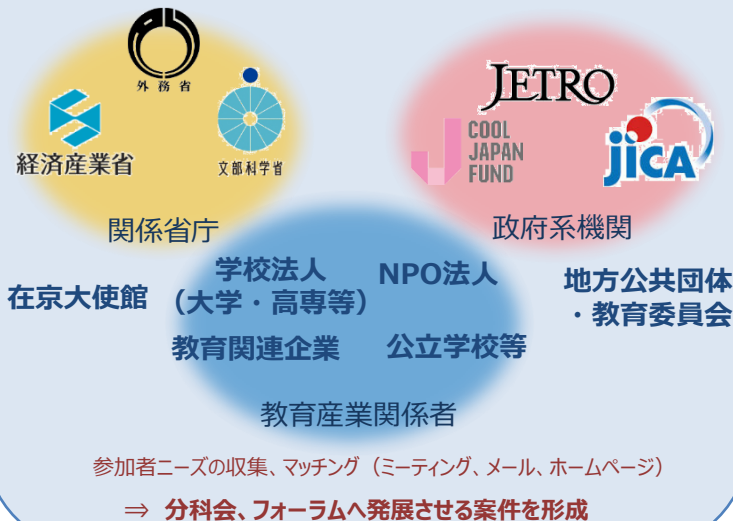 外務省
経済産業省
文部科学省
関係省庁
JETRO
COOL
JAPAN
FUND
jICA
政府系機関
在京大使館
学校法人
（大学・高専等）
NPO法人
地方公共団体
・教育委員会
教育関連企業
公立学校等
教育産業関係者
参加者ニーズの収集、マッチング（ミーティング、メール、ホームページ）
⇒ 分科会、フォーラムへ発展させる案件を形成